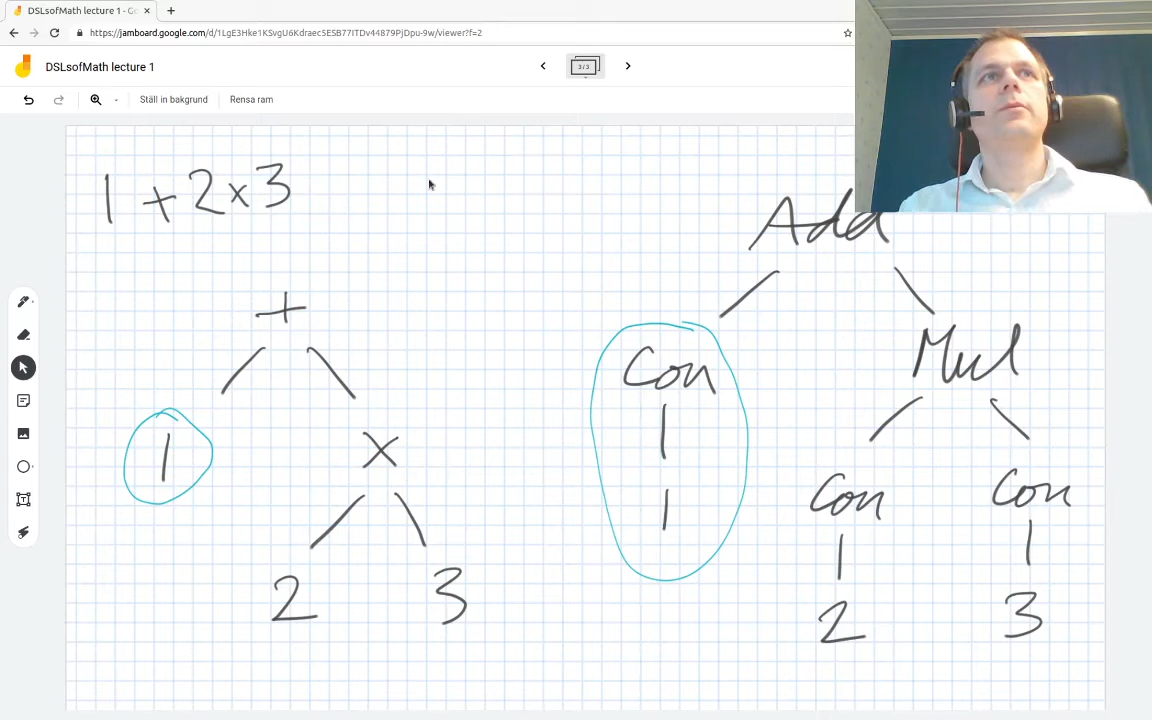 DSLsofMath lecture 1 - Go
https://jamboard.google.com/d/1LgE3Hke1KSvgU6Kdraec5ESB77ITDv44879PjDpu-9w/viewer?f=2
DSLsofMath lecture 1
3/3
Ställ in bakgrund
Rensa ram
1 + 2 × 3
+
1
×
2 3
Add
Con
Mul
1
Con Con
2 3